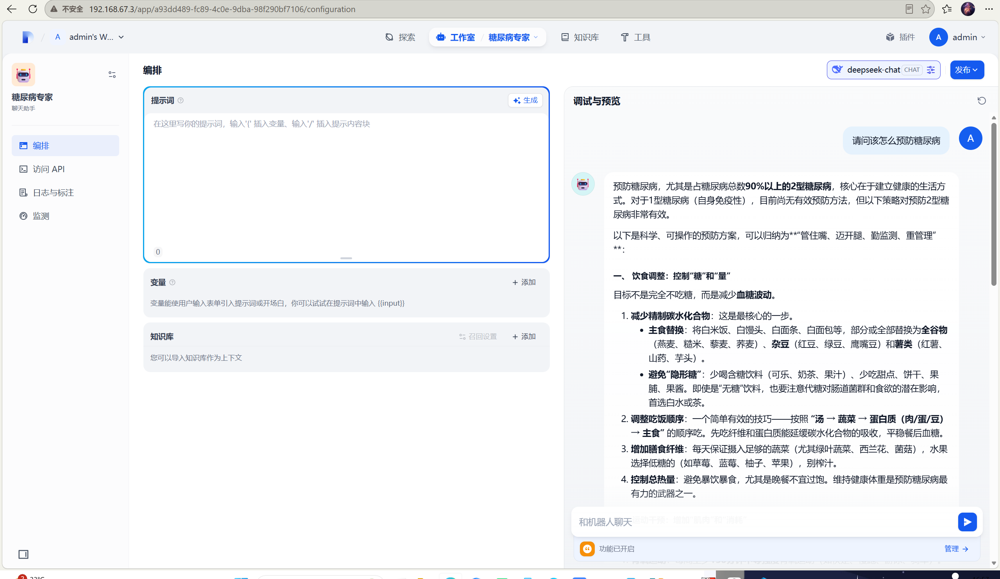 不安全 192.168.67.3/app/a93dd489-fc89-4c0e-9dba-98f290bf7106/configuration
A admin's W...
探索
工作室 / 糖尿病专家
知识库
工具
插件
A admin
糖尿病专家
聊天助手
编排
访问 API
日志与标注
监测
编排
deepseek-chat CHAT
发布
提示词
生成
在这里写你的提示词，输入'{' 插入变量、输入'/' 插入提示内容块
0
变量
+ 添加
变量能使用户输入表单引入提示词或开场白，你可以试试在提示词中输入 {{input}}
知识库
召回设置
+ 添加
您可以导入知识库作为上下文
调试与预览
请问该怎么预防糖尿病
A
预防糖尿病，尤其是占糖尿病总数90%以上的2型糖尿病，核心在于建立健康的生活方
式。对于1型糖尿病（自身免疫性），目前尚无有效预防方法，但以下策略对预防2型糖
尿病非常有效。
以下是科学、可操作的预防方案，可以归纳为**“管住嘴、迈开腿、勤监测、重管理”
**：
一、 饮食调整：控制“糖”和“量”
目标不是完全不吃糖，而是减少血糖波动。
1. 减少精制碳水化合物：这是最核心的一步。
• 主食替换：将白米饭、白馒头、白面条、白面包等，部分或全部替换为全谷物
（燕麦、糙米、藜麦、荞麦）、杂豆（红豆、绿豆、鹰嘴豆）和薯类（红薯、
山药、芋头）。
• 避免“隐形糖”：少喝含糖饮料（可乐、奶茶、果汁）、少吃甜点、饼干、果
脯、果酱。即使是“无糖”饮料，也要注意代糖对肠道菌群和食欲的潜在影响，
首选白水或茶。
2. 调整吃饭顺序：一个简单有效的技巧——按照 “汤 → 蔬菜 → 蛋白质（肉/蛋/豆）
→ 主食” 的顺序吃。先吃纤维和蛋白质能延缓碳水化合物的吸收，平稳餐后血糖。
3. 增加膳食纤维：每天保证摄入足够的蔬菜（尤其绿叶蔬菜、西兰花、菌菇），水果
选择低糖的（如草莓、蓝莓、柚子、苹果），别榨汁。
4. 控制总热量：避免暴饮暴食，尤其是晚餐不宜过饱。维持健康体重是预防糖尿病最
有力的武器之一。
运动干预：增加“肌肉”和“消耗”
和机器人聊天
功能已开启
管理 →